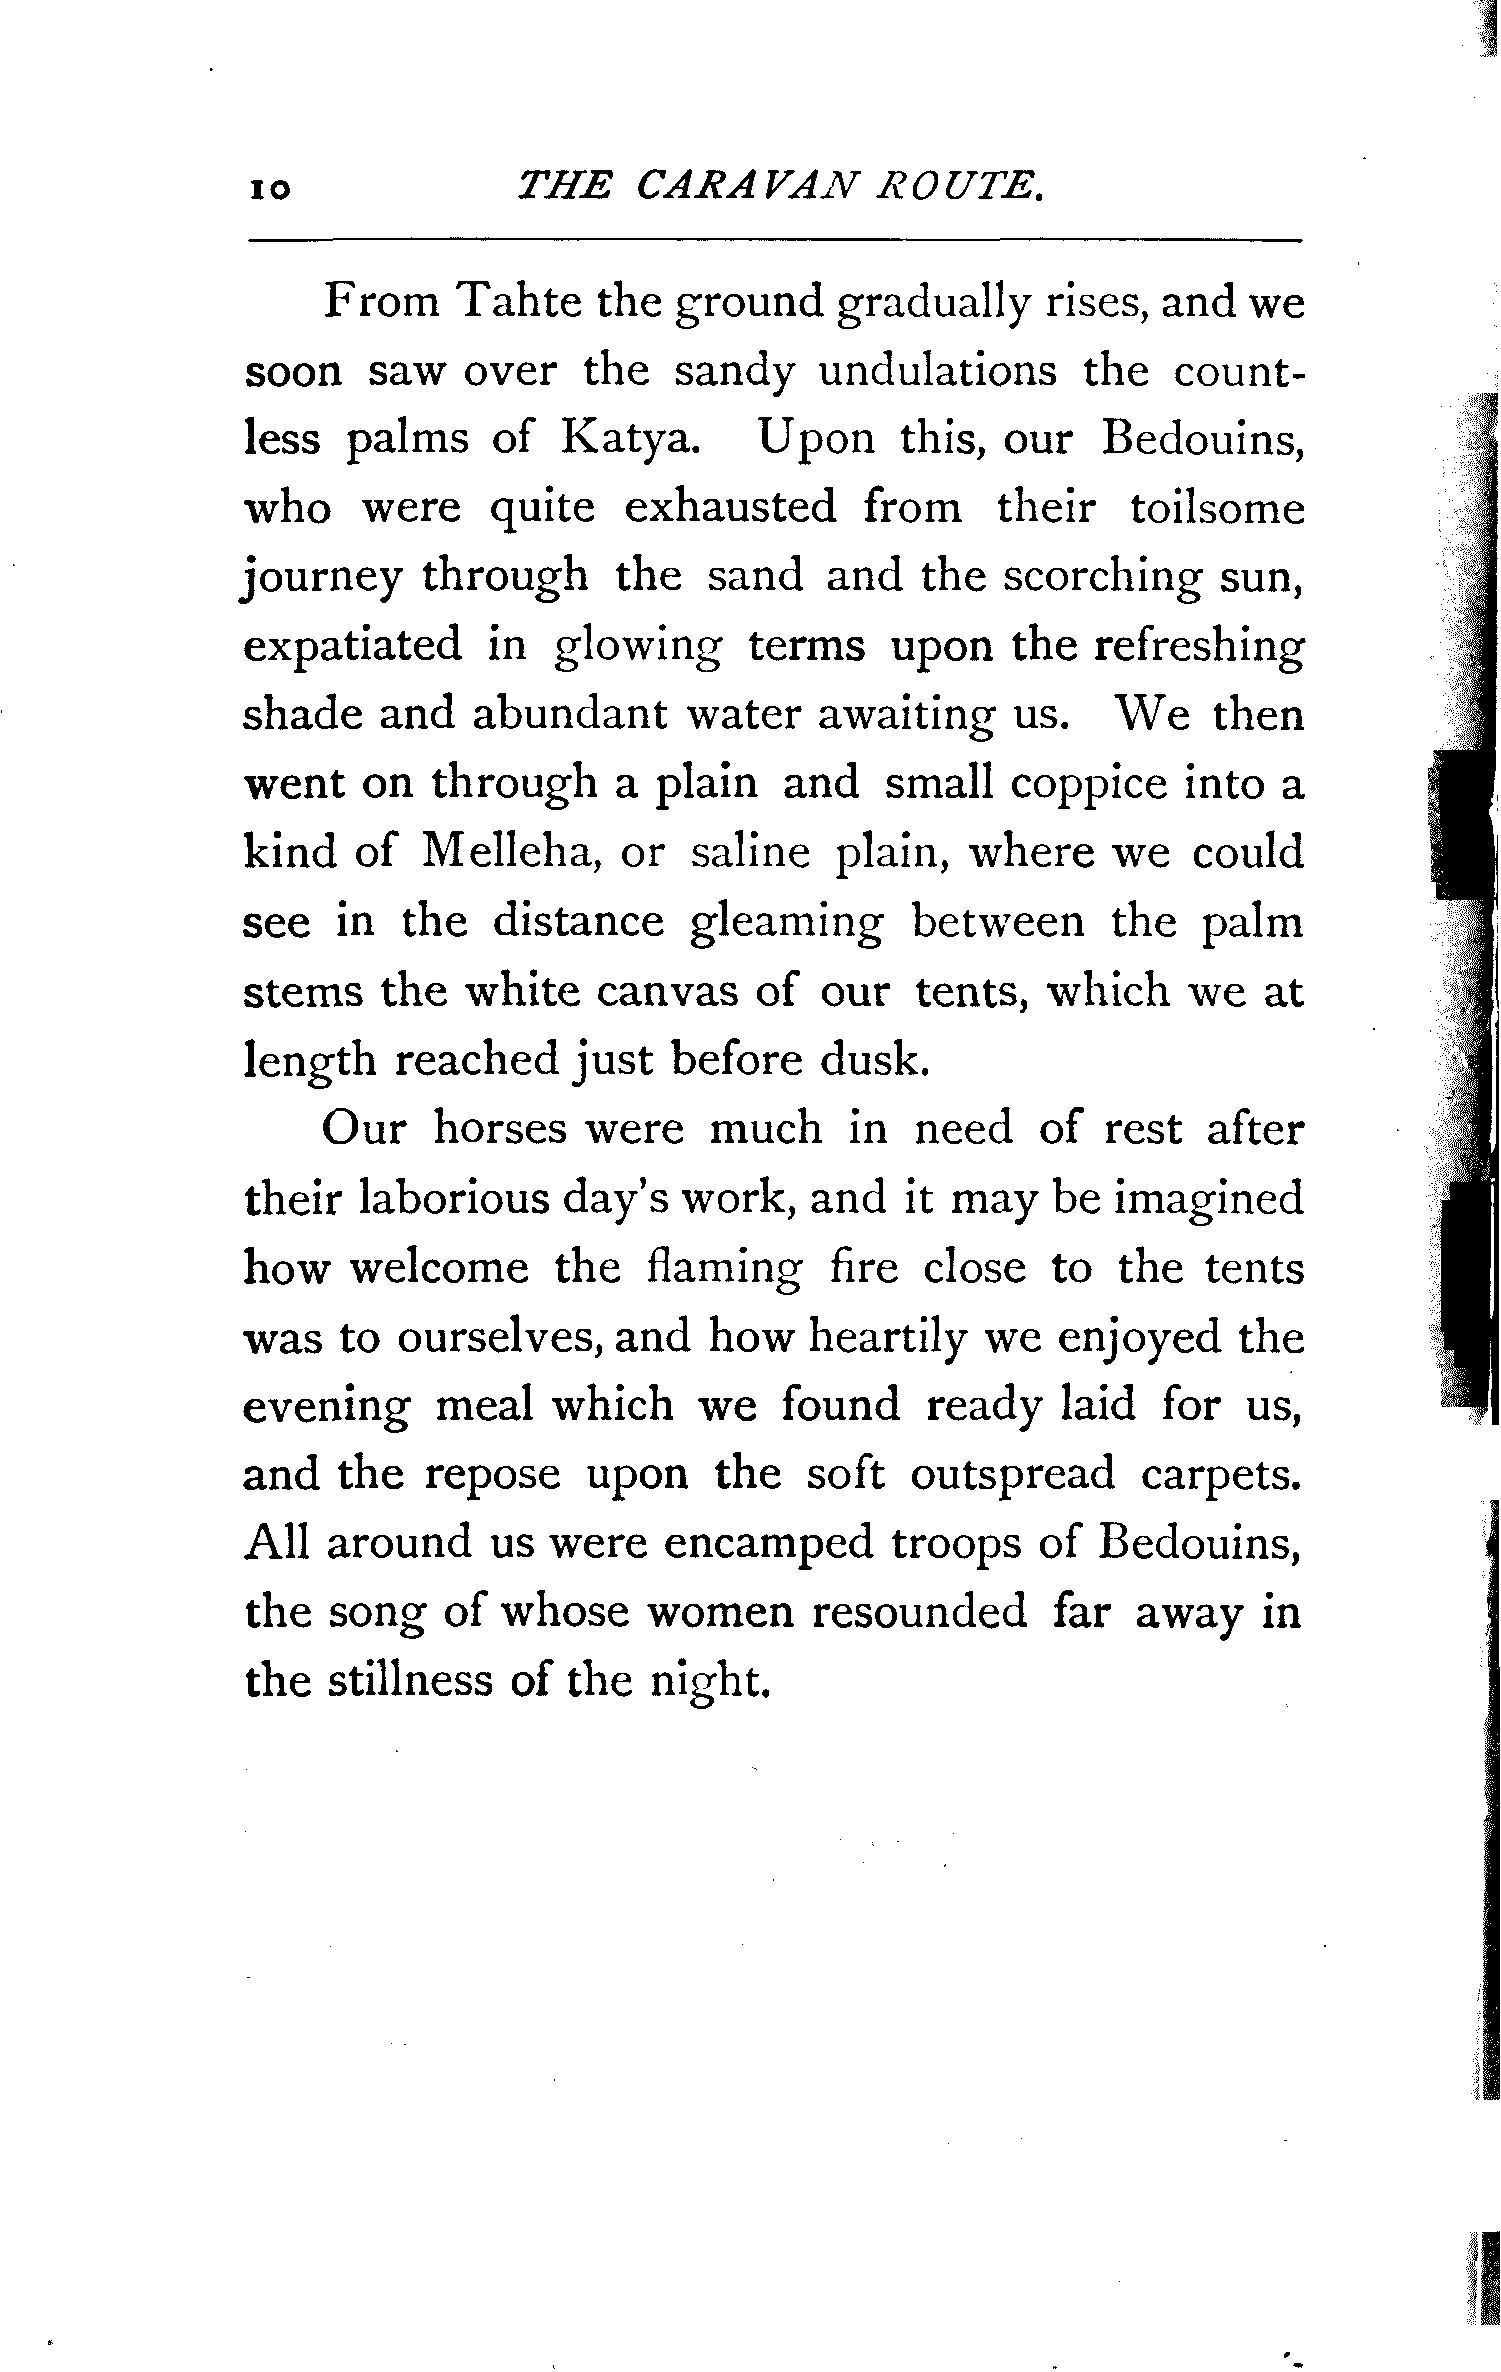 10 THE CARAVAN ROUTE.
From Tahte the ground gradually rises, and we
soon saw over the sandy undulations the count-
less palms of Katya. Upon this, our Bedouins,
who were quite exhausted from their toilsome
journey through the sand and the scorching sun,
expatiated in glowing terms upon the refreshing
shade and abundant water awaiting us. We then
went on through a plain and small coppice into a
kind of Melleha, or saline plain, where we could
see in the distance gleaming between the palm
stems the white canvas of our tents, which we at
length reached just before dusk.
Our horses were much in need of rest after
their laborious day's work, and it may be imagined
how welcome the flaming fire close to the tents
was to ourselves, and how heartily we enjoyed the
evening meal which we found ready laid for us,
and the repose upon the soft outspread carpets.
All around us were encamped troops of Bedouins,
the song of whose women resounded far away in
the stillness of the night.